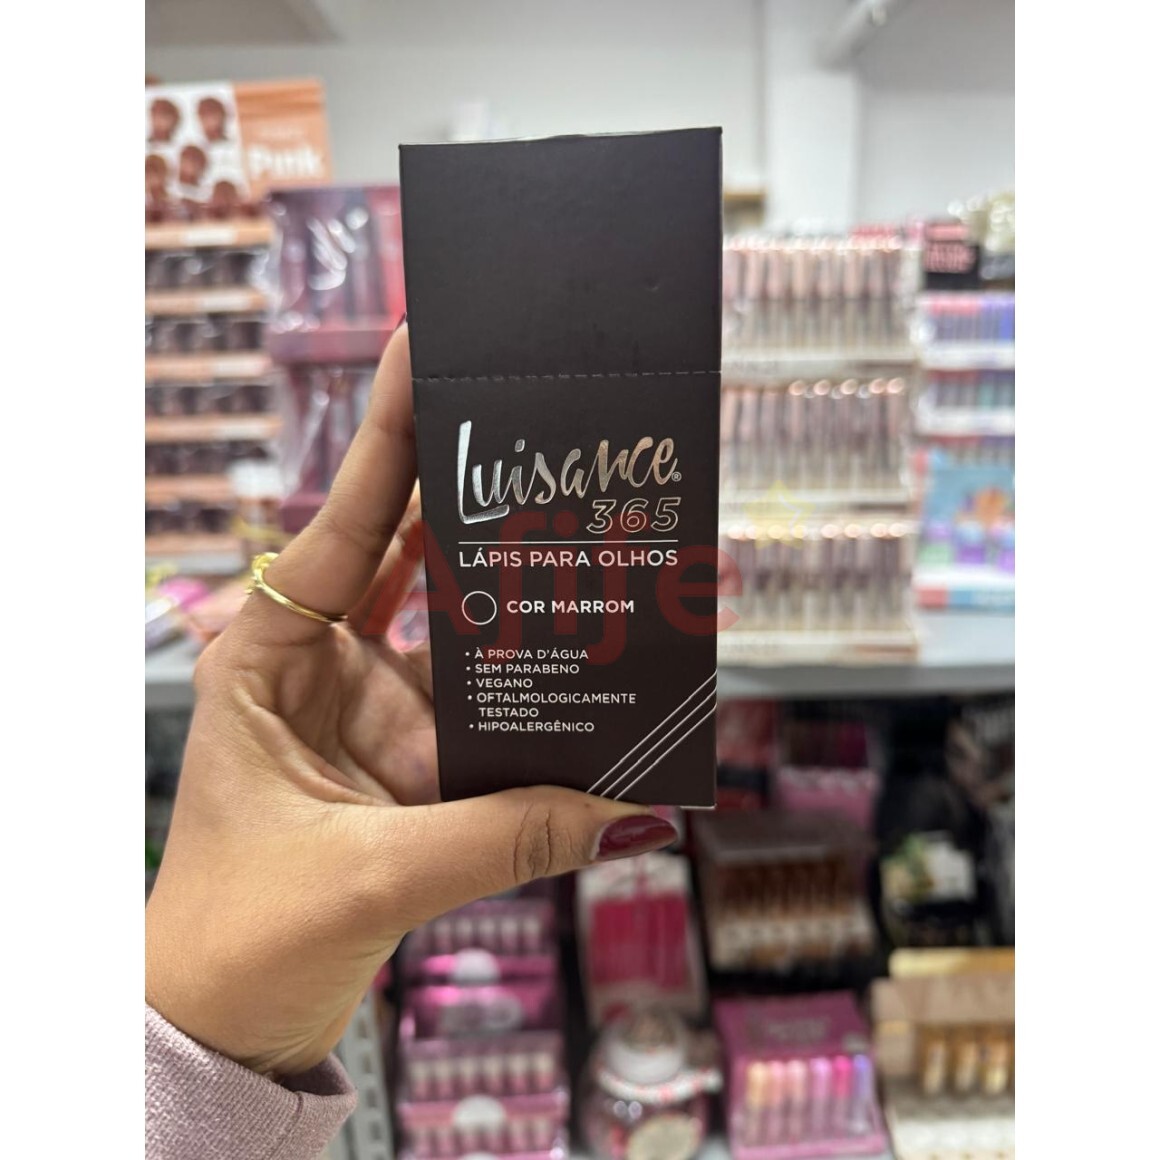 Luisance®
365
LÁPIS PARA OLHOS
COR MARROM
• À PROVA D'ÁGUA
• SEM PARABENO
• VEGANO
• OFTALMOLOGICAMENTE
TESTADO
• HIPOALERGÊNICO
Afife
Pink